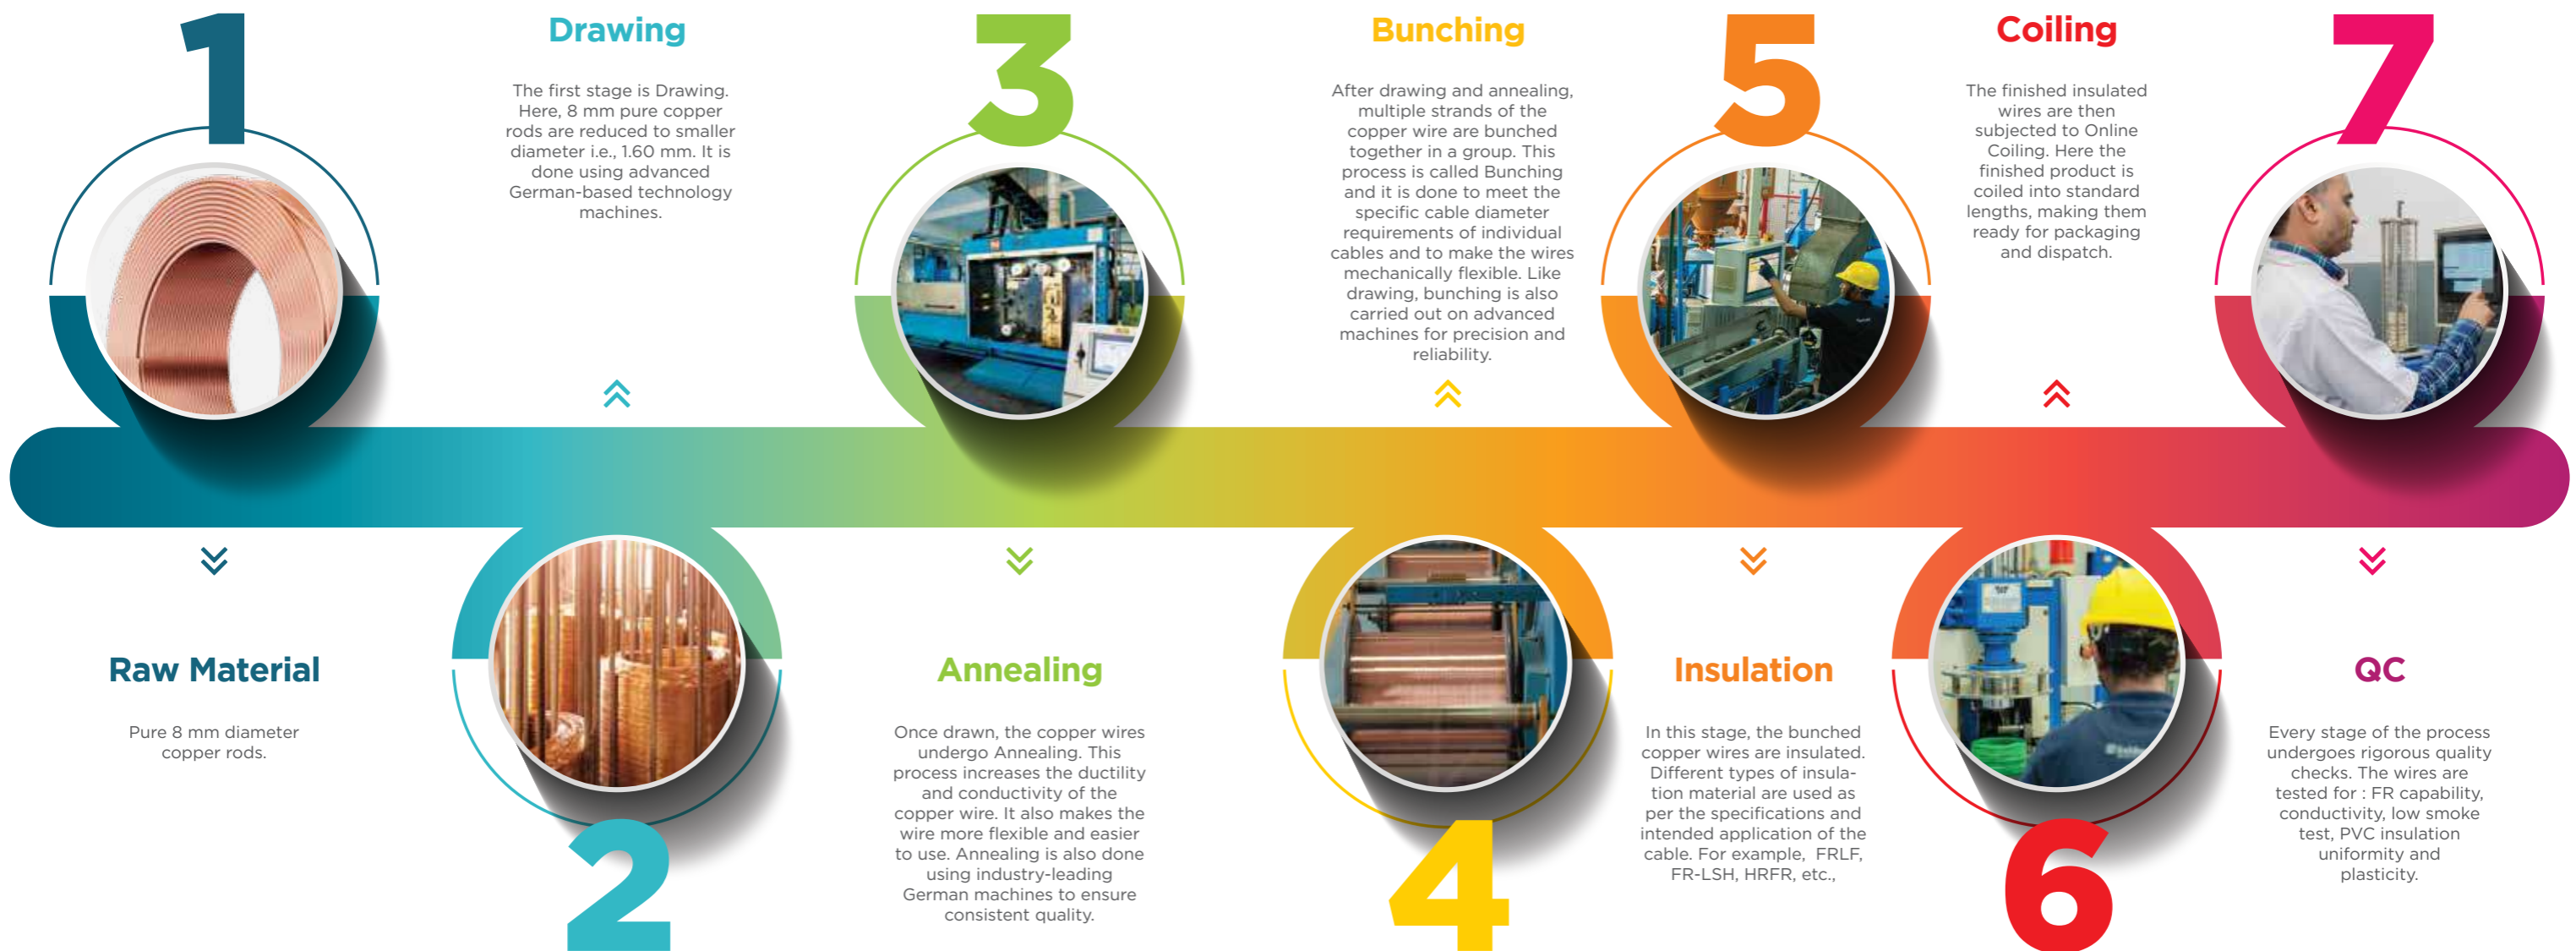 1
Raw Material
Pure 8 mm diameter
copper rods.
2
Drawing
The first stage is Drawing.
Here, 8 mm pure copper
rods are reduced to smaller
diameter i.e., 1.60 mm. It is
done using advanced
German-based technology
machines.
3
Annealing
Once drawn, the copper wires
undergo Annealing. This
process increases the ductility
and conductivity of the
copper wire. It also makes the
wire more flexible and easier
to use. Annealing is also done
using industry-leading
German machines to ensure
consistent quality.
4
Bunching
After drawing and annealing,
multiple strands of the
copper wire are bunched
together in a group. This
process is called Bunching
and it is done to meet the
specific cable diameter
requirements of individual
cables and to make the wires
mechanically flexible. Like
drawing, bunching is also
carried out on advanced
machines for precision and
reliability.
5
Insulation
In this stage, the bunched
copper wires are insulated.
Different types of insula-
tion material are used as
per the specifications and
intended application of the
cable. For example, FRLF,
FR-LSH, HRFR, etc.,
6
Coiling
The finished insulated
wires are then
subjected to Online
Coiling. Here the
finished product is
coiled into standard
lengths, making them
ready for packaging
and dispatch.
7
QC
Every stage of the process
undergoes rigorous quality
checks. The wires are
tested for : FR capability,
conductivity, low smoke
test, PVC insulation
uniformity and
plasticity.